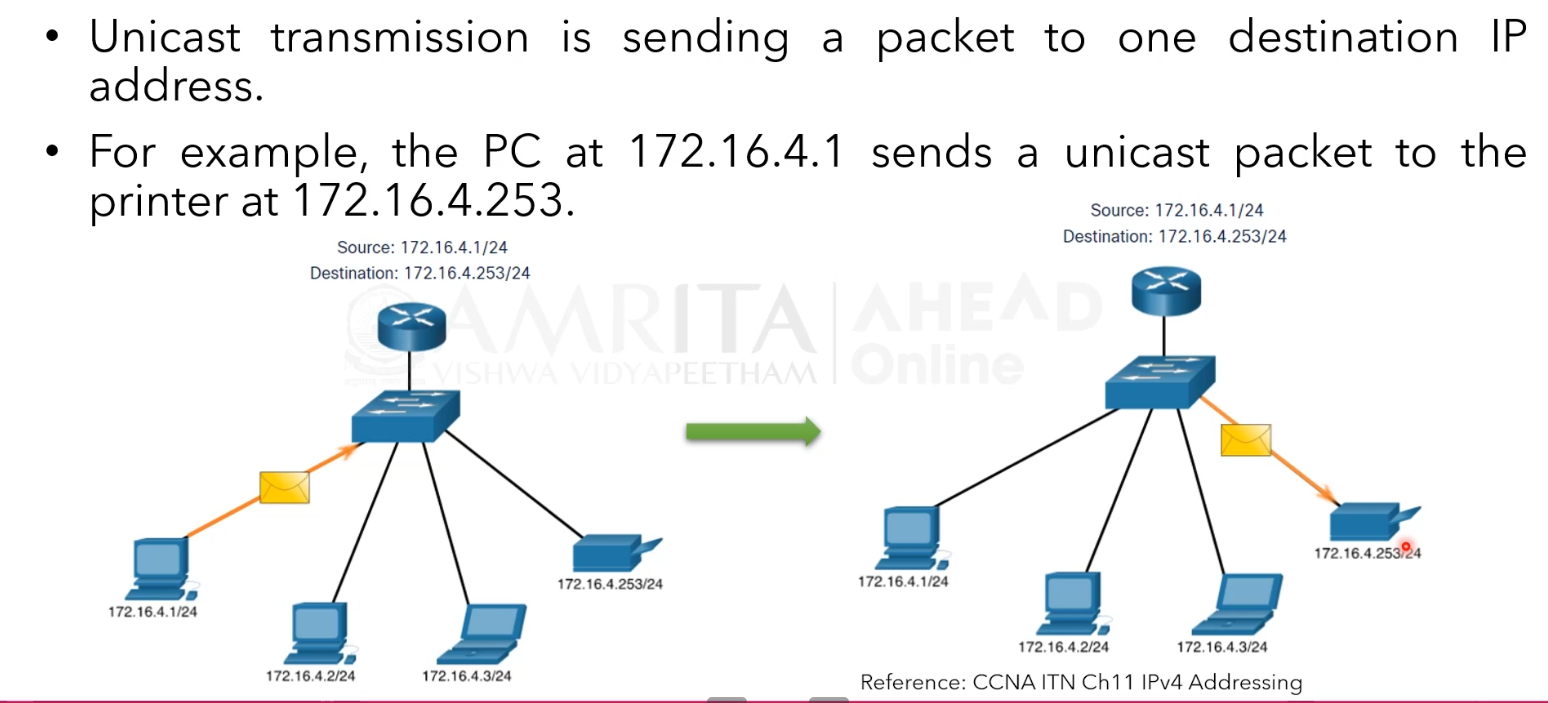 • Unicast transmission is sending a packet to one destination IP
address.
• For example, the PC at 172.16.4.1 sends a unicast packet to the
printer at 172.16.4.253.
Source: 172.16.4.1/24
Destination: 172.16.4.253/24
172.16.4.1/24
172.16.4.2/24
172.16.4.3/24
172.16.4.253/24
Source: 172.16.4.1/24
Destination: 172.16.4.253/24
172.16.4.1/24
172.16.4.2/24
172.16.4.3/24
172.16.4.253/24
AMRITA
VISHWA VIDYAPEETHAM
AHEAD
Online
Reference: CCNA ITN Ch11 IPv4 Addressing